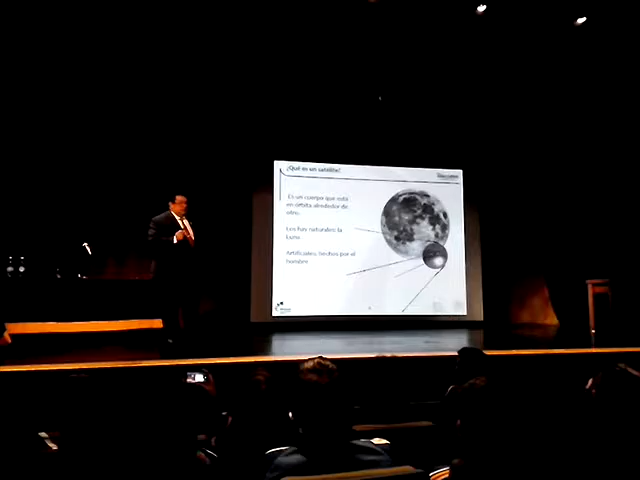 ¿Qué es un satélite?
Es un cuerpo que está
en órbita alrededor de
otro.
Los hay naturales: la
luna
Artificiales: hechos por el
hombre